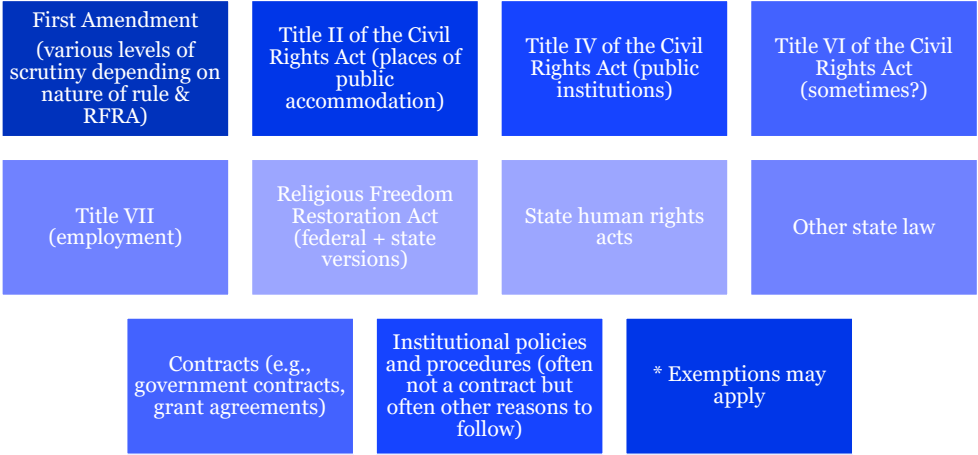 First Amendment
(various levels of
scrutiny depending on
nature of rule &
RFRA)
Title II of the Civil
Rights Act (places of
public
accommodation)
Title IV of the Civil
Rights Act (public
institutions)
Title VI of the Civil
Rights Act
(sometimes?)
Title VII
(employment)
Religious Freedom
Restoration Act
(federal + state
versions)
State human rights
acts
Other state law
Contracts (e.g.,
government contracts,
grant agreements)
Institutional policies
and procedures (often
not a contract but
often other reasons to
follow)
* Exemptions may
apply